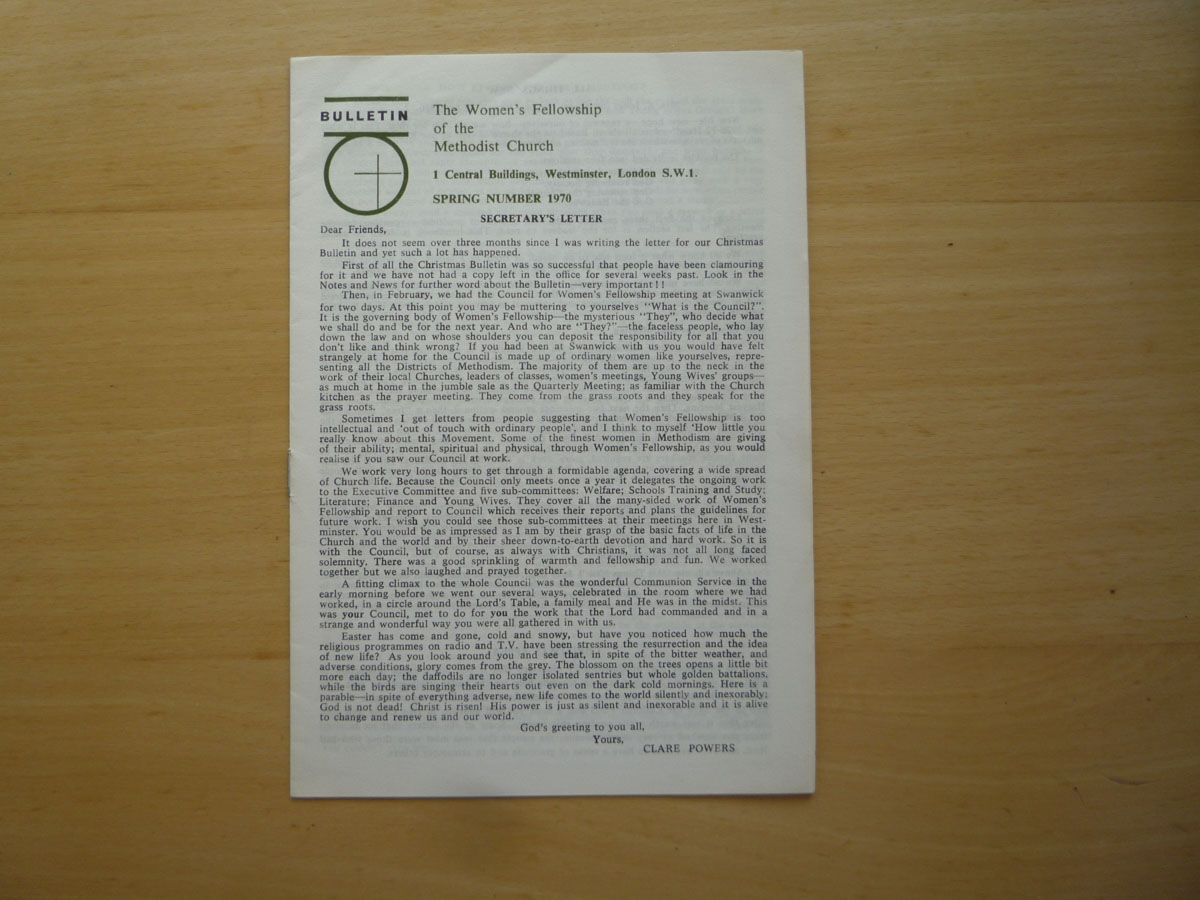 BULLETIN
The Women's Fellowship
of the
Methodist Church
1 Central Buildings, Westminster, London S.W.1.
SPRING NUMBER 1970
SECRETARY'S LETTER
Dear Friends,
It does not seem over three months since I was writing the letter for our Christmas
Bulletin and yet such a lot has happened.
First of all the Christmas Bulletin was so successful that people have been clamouring
for it and we have not had a copy left in the office for several weeks past. Look in the
Notes and News for further word about the Bulletin—very important ! !
Then, in February, we had the Council for Women's Fellowship meeting at Swanwick
for two days. At this point you may be muttering to yourselves "What is the Council?".
It is the governing body of Women's Fellowship—the mysterious "They", who decide what
we shall do and be for the next year. And who are "They?"—the faceless people, who lay
down the law and on whose shoulders you can deposit the responsibility for all that you
don't like and think wrong? If you had been at Swanwick with us you would have felt
strangely at home for the Council is made up of ordinary women like yourselves, repre-
senting all the Districts of Methodism. The majority of them are up to the neck in the
work of their local Churches, leaders of classes, women's meetings, Young Wives' groups—
as much at home in the jumble sale as the Quarterly Meeting; as familiar with the Church
kitchen as the prayer meeting. They come from the grass roots and they speak for the
grass roots.
Sometimes I get letters from people suggesting that Women's Fellowship is too
intellectual and 'out of touch with ordinary people', and I think to myself 'How little you
really know about this Movement. Some of the finest women in Methodism are giving
of their ability; mental, spiritual and physical, through Women's Fellowship, as you would
realise if you saw our Council at work.
We work very long hours to get through a formidable agenda, covering a wide spread
of Church life. Because the Council only meets once a year it delegates the ongoing work
to the Executive Committee and five sub-committees: Welfare; Schools Training and Study;
Literature; Finance and Young Wives. They cover all the many-sided work of Women's
Fellowship and report to Council which receives their reports and plans the guidelines for
future work. I wish you could see those sub-committees at their meetings here in West-
minster. You would be as impressed as I am by their grasp of the basic facts of life in the
Church and the world and by their sheer down-to-earth devotion and hard work. So it is
with the Council, but of course, as always with Christians, it was not all long faced
solemnity. There was a good sprinkling of warmth and fellowship and fun. We worked
together but we also laughed and prayed together.
A fitting climax to the whole Council was the wonderful Communion Service in the
early morning before we went our several ways, celebrated in the room where we had
worked, in a circle around the Lord's Table, a family meal and He was in the midst. This
was your Council, met to do for you the work that the Lord had commanded and in a
strange and wonderful way you were all gathered in with us.
Easter has come and gone, cold and snowy, but have you noticed how much the
religious programmes on radio and T.V. have been stressing the resurrection and the idea
of new life? As you look around you and see that, in spite of the bitter weather, and
adverse conditions, glory comes from the grey. The blossom on the trees opens a little bit
more each day; the daffodils are no longer isolated sentries but whole golden battalions,
while the birds are singing their hearts out even on the dark cold mornings. Here is a
parable—in spite of everything adverse, new life comes to the world silently and inexorably;
God is not dead! Christ is risen! His power is just as silent and inexorable and it is alive
to change and renew us and our world.
God's greeting to you all,
Yours,
CLARE POWERS